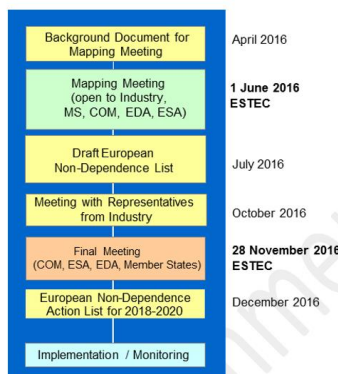 Background Document for
Mapping Meeting
April 2016
Mapping Meeting
(open to Industry,
MS, COM, EDA, ESA)
1 June 2016
ESTEC
Draft European
Non-Dependence List
July 2016
Meeting with Representatives
from Industry
October 2016
Final Meeting
(COM, ESA, EDA, Member States)
28 November 2016
ESTEC
European Non-Dependence
Action List for 2018-2020
December 2016
Implementation / Monitoring